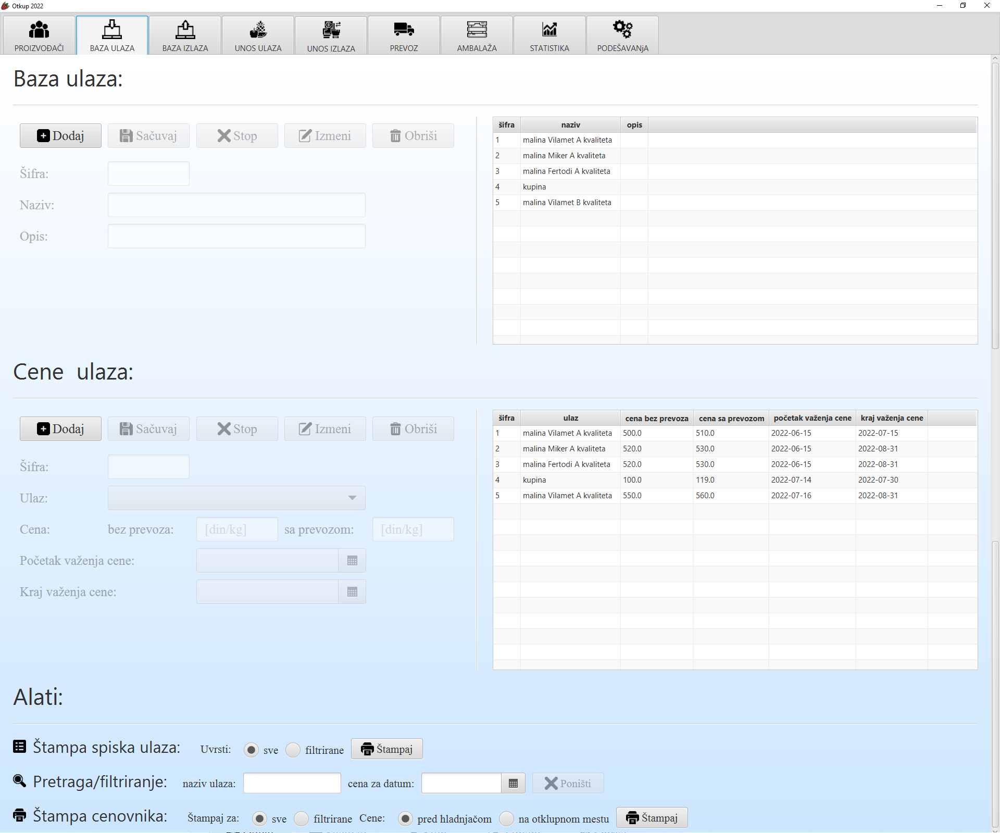 Otkup 2022
PROIZVOĐAČI BAZA ULAZA BAZA IZLAZA UNOS ULAZA UNOS IZLAZA PREVOZ AMBALAŽA STATISTIKA PODEŠAVANjA
Baza ulaza:
Dodaj Sačuvaj Stop Izmeni Obriši
Šifra:
Naziv:
Opis:
šifra naziv opis
1 malina Vilamet A kvaliteta
2 malina Miker A kvaliteta
3 malina Fertodi A kvaliteta
4 kupina
5 malina Vilamet B kvaliteta
Cene ulaza:
Dodaj Sačuvaj Stop Izmeni Obriši
Šifra:
Ulaz:
Cena: bez prevoza: [din/kg] sa prevozom: [din/kg]
Početak važenja cene:
Kraj važenja cene:
šifra ulaz cena bez prevoza cena sa prevozom početak važenja cene kraj važenja cene
1 malina Vilamet A kvaliteta 500.0 510.0 2022-06-15 2022-07-15
2 malina Miker A kvaliteta 520.0 530.0 2022-06-15 2022-08-31
3 malina Fertodi A kvaliteta 520.0 530.0 2022-06-15 2022-08-31
4 kupina 100.0 119.0 2022-07-14 2022-07-30
5 malina Vilamet A kvaliteta 550.0 560.0 2022-07-16 2022-08-31
Alati:
Štampa spiska ulaza: Uvrsti: sve filtrirane Štampaj
Pretraga/filtriranje: naziv ulaza: cena za datum: Poništi
Štampa cenovnika: Štampaj za: sve filtrirane Cene: pred hladnjačom na otklupnom mestu Štampaj